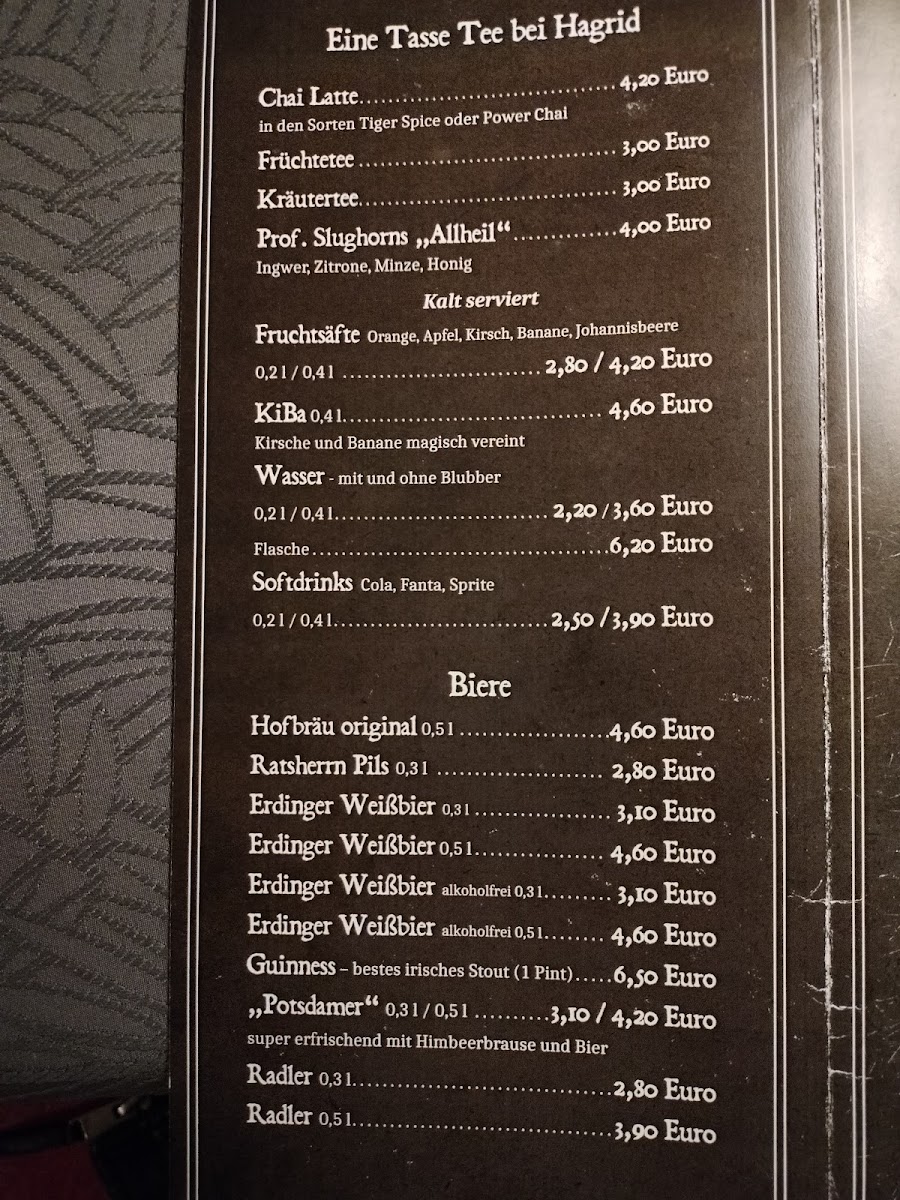 Eine Tasse Tee bei Hagrid
Chai Latte........................................ 4,20 Euro
in den Sorten Tiger Spice oder Power Chai
Früchtetee ........................................ 3,00 Euro
Kräutertee........................................ 3,00 Euro
Prof. Slughorns „Allheil“................ 4,00 Euro
Ingwer, Zitrone, Minze, Honig
Kalt serviert
Fruchtsäfte Orange, Apfel, Kirsch, Banane, Johannisbeere
0,2 l / 0,4 l .............................. 2,80 / 4,20 Euro
KiBa 0,4 l........................................ 4,60 Euro
Kirsche und Banane magisch vereint
Wasser - mit und ohne Blubber
0,2 l / 0,4 l.............................. 2,20 / 3,60 Euro
Flasche........................................ 6,20 Euro
Softdrinks Cola, Fanta, Sprite
0,2 l / 0,4 l.............................. 2,50 / 3,90 Euro
Biere
Hofbräu original 0,5 l .................... 4,60 Euro
Ratsherrn Pils 0,3 l ....................... 2,80 Euro
Erdinger Weißbier 0,3 l ................... 3,10 Euro
Erdinger Weißbier 0,5 l.................. 4,60 Euro
Erdinger Weißbier alkoholfrei 0,3 l......... 3,10 Euro
Erdinger Weißbier alkoholfrei 0,5 l........ 4,60 Euro
Guinness – bestes irisches Stout (1 Pint)..... 6,50 Euro
„Potsdamer“ 0,3 l / 0,5 l .......... 3,10 / 4,20 Euro
super erfrischend mit Himbeerbrause und Bier
Radler 0,3 l................................... 2,80 Euro
Radler 0,5 l................................... 3,90 Euro